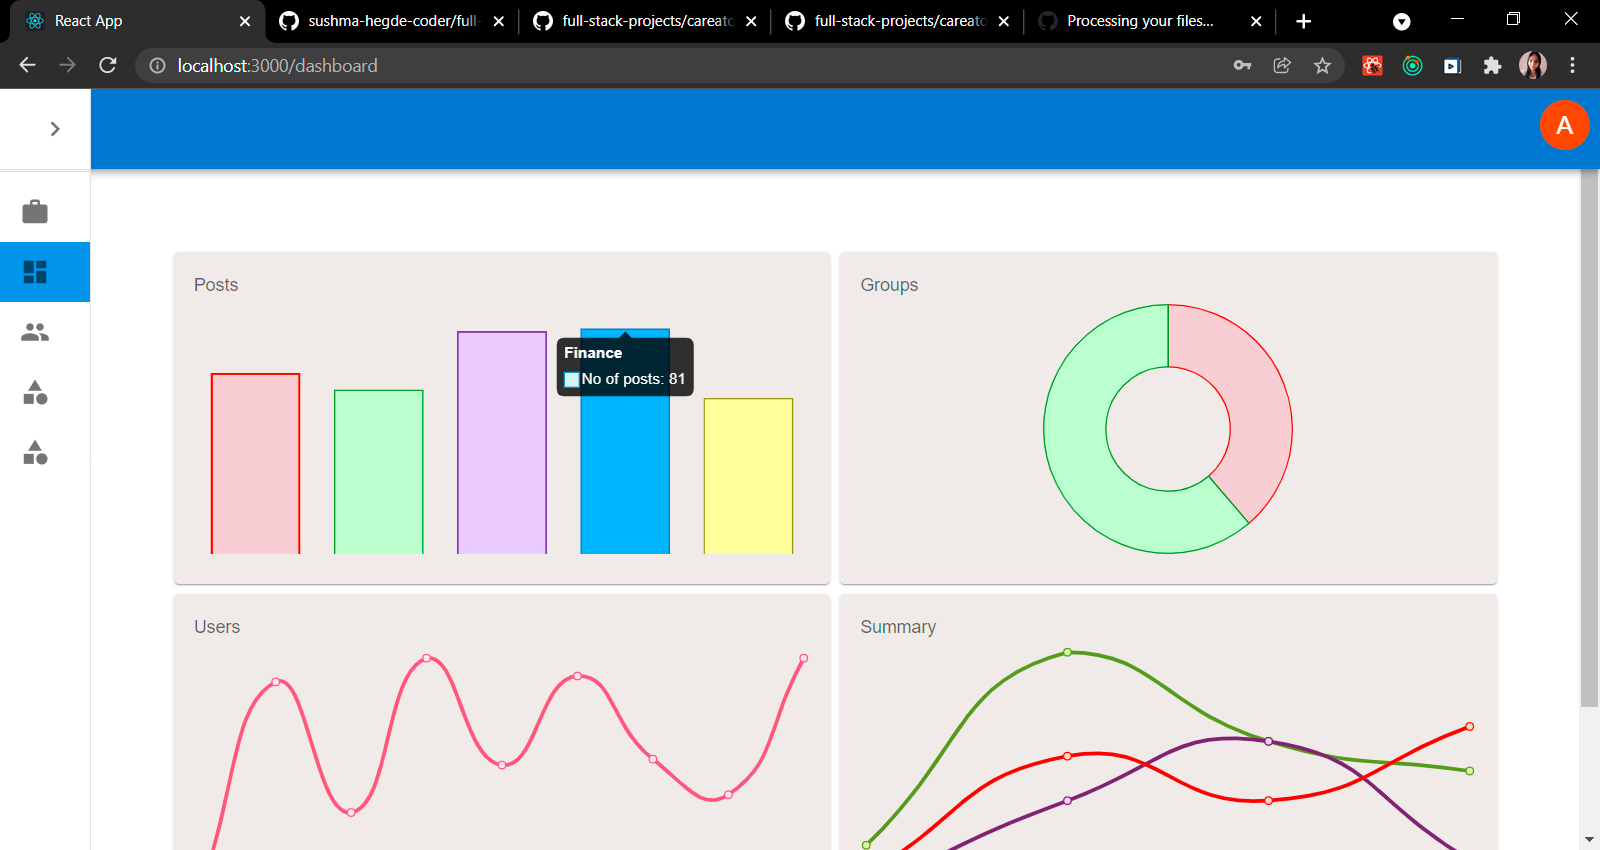 React App
sushma-hegde-coder/full-
full-stack-projects/careato
full-stack-projects/careato
Processing your files...
localhost:3000/dashboard
A
Posts
Finance
No of posts: 81
Groups
Users
Summary